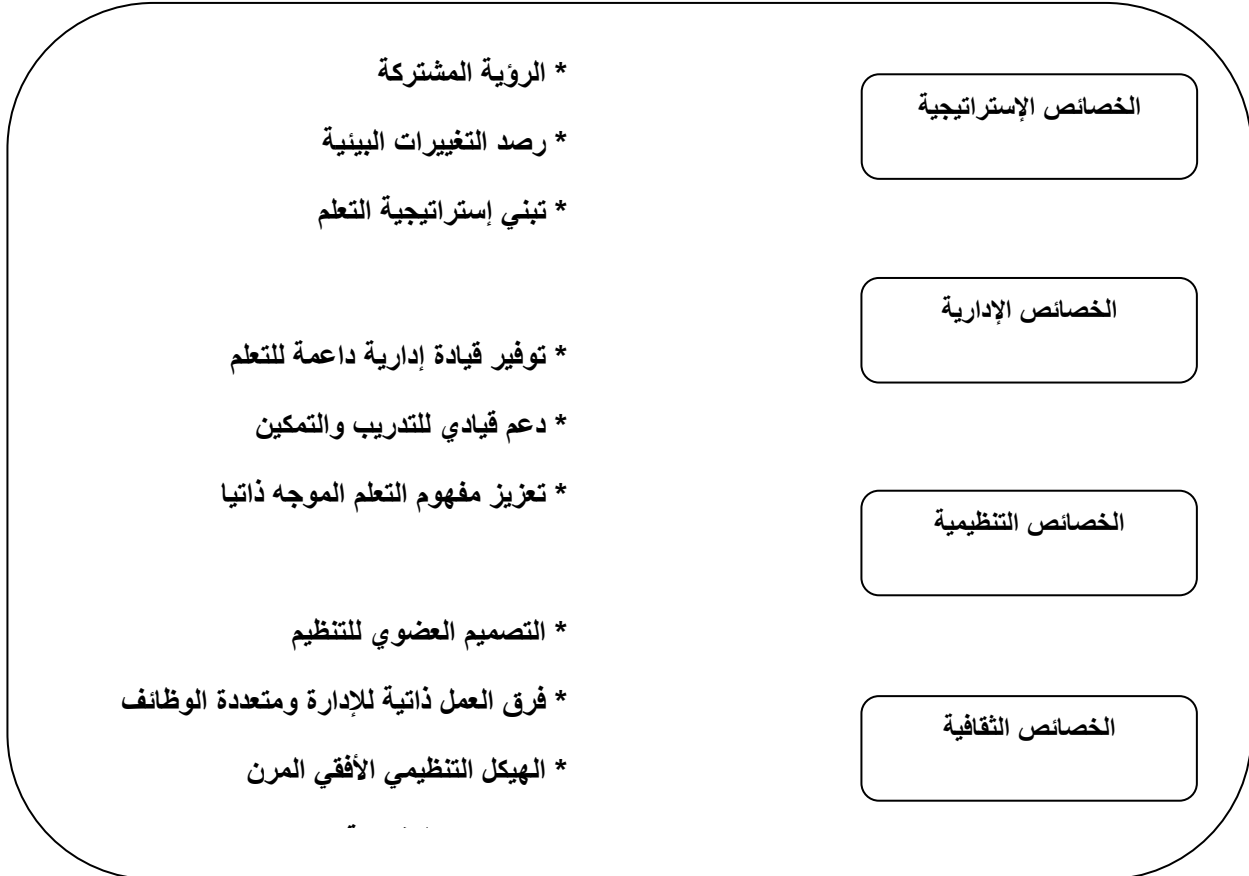 الخصائص الإستراتيجية
* الرؤية المشتركة
* رصد التغييرات البيئية
* تبني إستراتيجية التعلم
الخصائص الإدارية
* توفير قيادة إدارية داعمة للتعلم
* دعم قيادي للتدريب والتمكين
* تعزيز مفهوم التعلم الموجه ذاتيا
الخصائص التنظيمية
* التصميم العضوي للتنظيم
* فرق العمل ذاتية للإدارة ومتعددة الوظائف
* الهيكل التنظيمي الأفقي المرن
الخصائص الثقافية